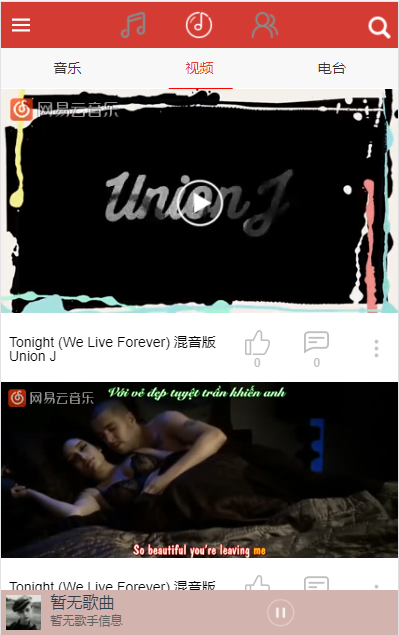 音乐
视频
电台
网易云音乐
Union J
Tonight (We Live Forever) 混音版
Union J
0
0
网易云音乐
Với vẻ đẹp tuyệt trần khiến anh
So beautiful you're leaving me
Tonight (We Live Forever) 混音版
暂无歌曲
暂无歌手信息